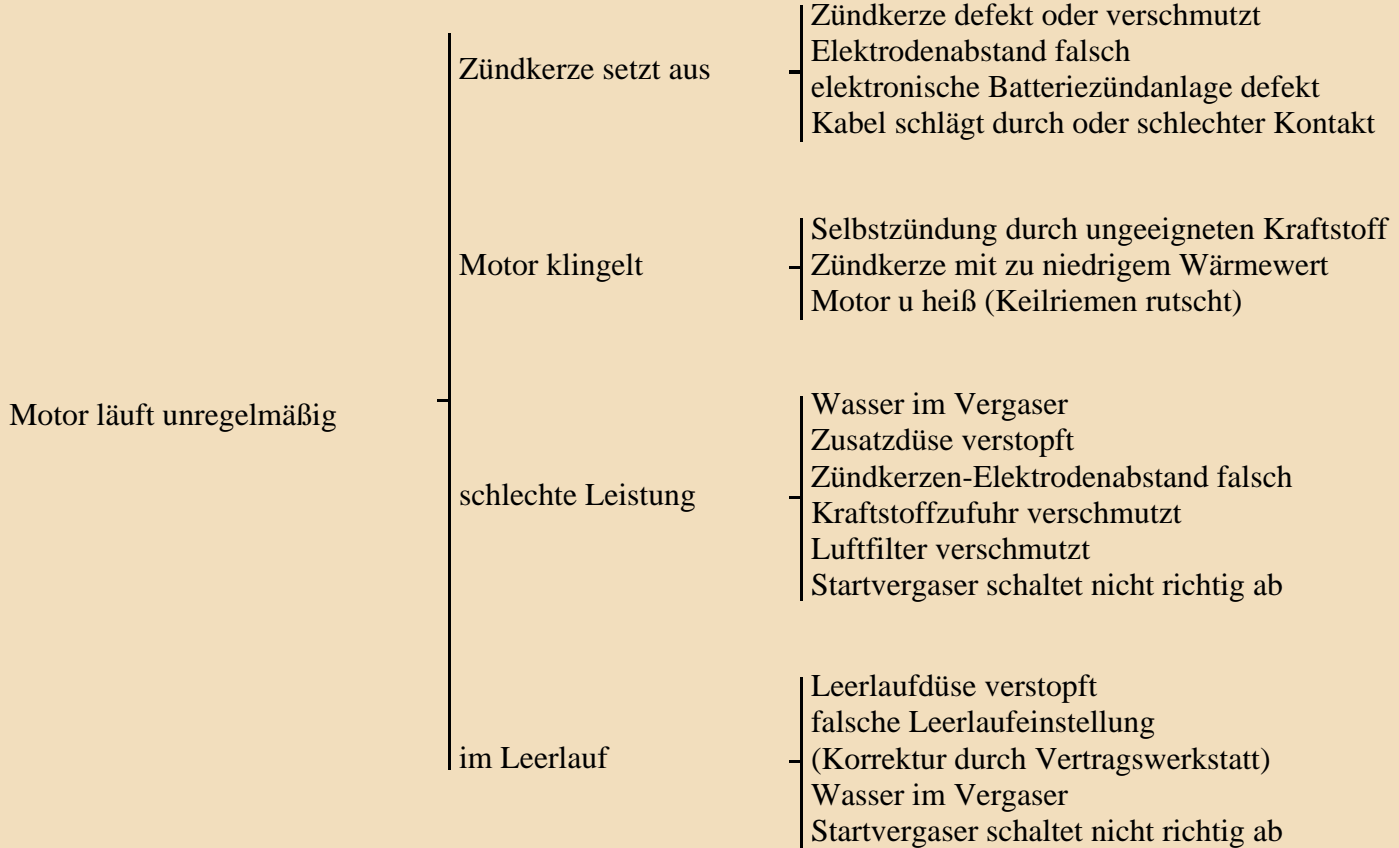 Motor läuft unregelmäßig
Zündkerze setzt aus
Zündkerze defekt oder verschmutzt
Elektrodenabstand falsch
elektronische Batteriezündanlage defekt
Kabel schlägt durch oder schlechter Kontakt
Motor klingelt
Selbstzündung durch ungeeigneten Kraftstoff
Zündkerze mit zu niedrigem Wärmewert
Motor u heiß (Keilriemen rutscht)
schlechte Leistung
Wasser im Vergaser
Zusatzdüse verstopft
Zündkerzen-Elektrodenabstand falsch
Kraftstoffzufuhr verschmutzt
Luftfilter verschmutzt
Startvergaser schaltet nicht richtig ab
im Leerlauf
Leerlaufdüse verstopft
falsche Leerlaufeinstellung
(Korrektur durch Vertragswerkstatt)
Wasser im Vergaser
Startvergaser schaltet nicht richtig ab